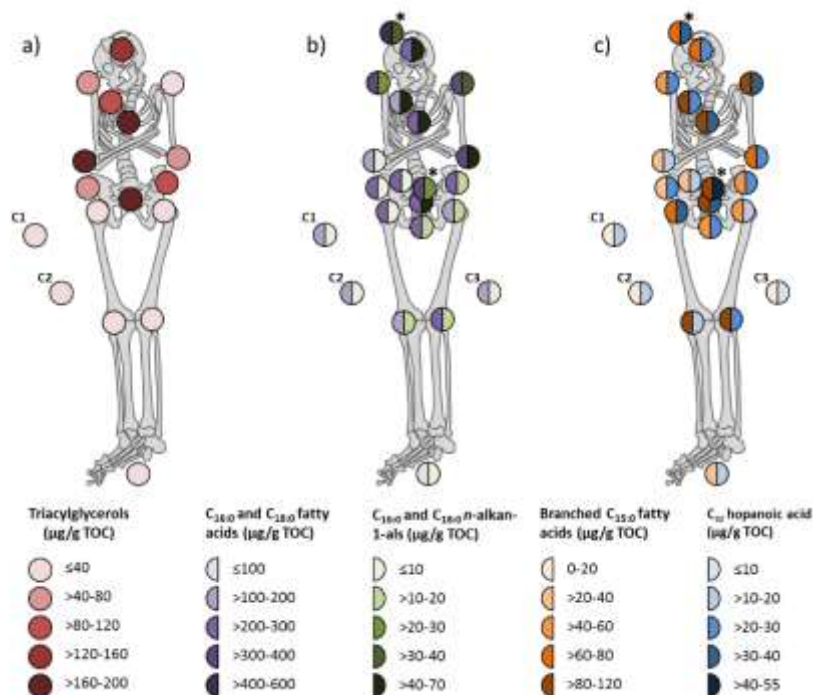 a)
b)
c)
*
*
*
*
C1
C2
C1
C2
C3
C1
C2
C3
Triacylglycerols
(µg/g TOC)
≤40
>40-80
>80-120
>120-160
>160-200
C16:0 and C18:0 fatty
acids (µg/g TOC)
≤100
>100-200
>200-300
>300-400
>400-600
C16:0 and C18:0 n-alkan-
1-als (µg/g TOC)
≤10
>10-20
>20-30
>30-40
>40-70
Branched C15:0 fatty
acids (µg/g TOC)
0-20
>20-40
>40-60
>60-80
>80-120
hopanoic acid
(µg/g TOC)
≤10
>10-20
>20-30
>30-40
>40-55